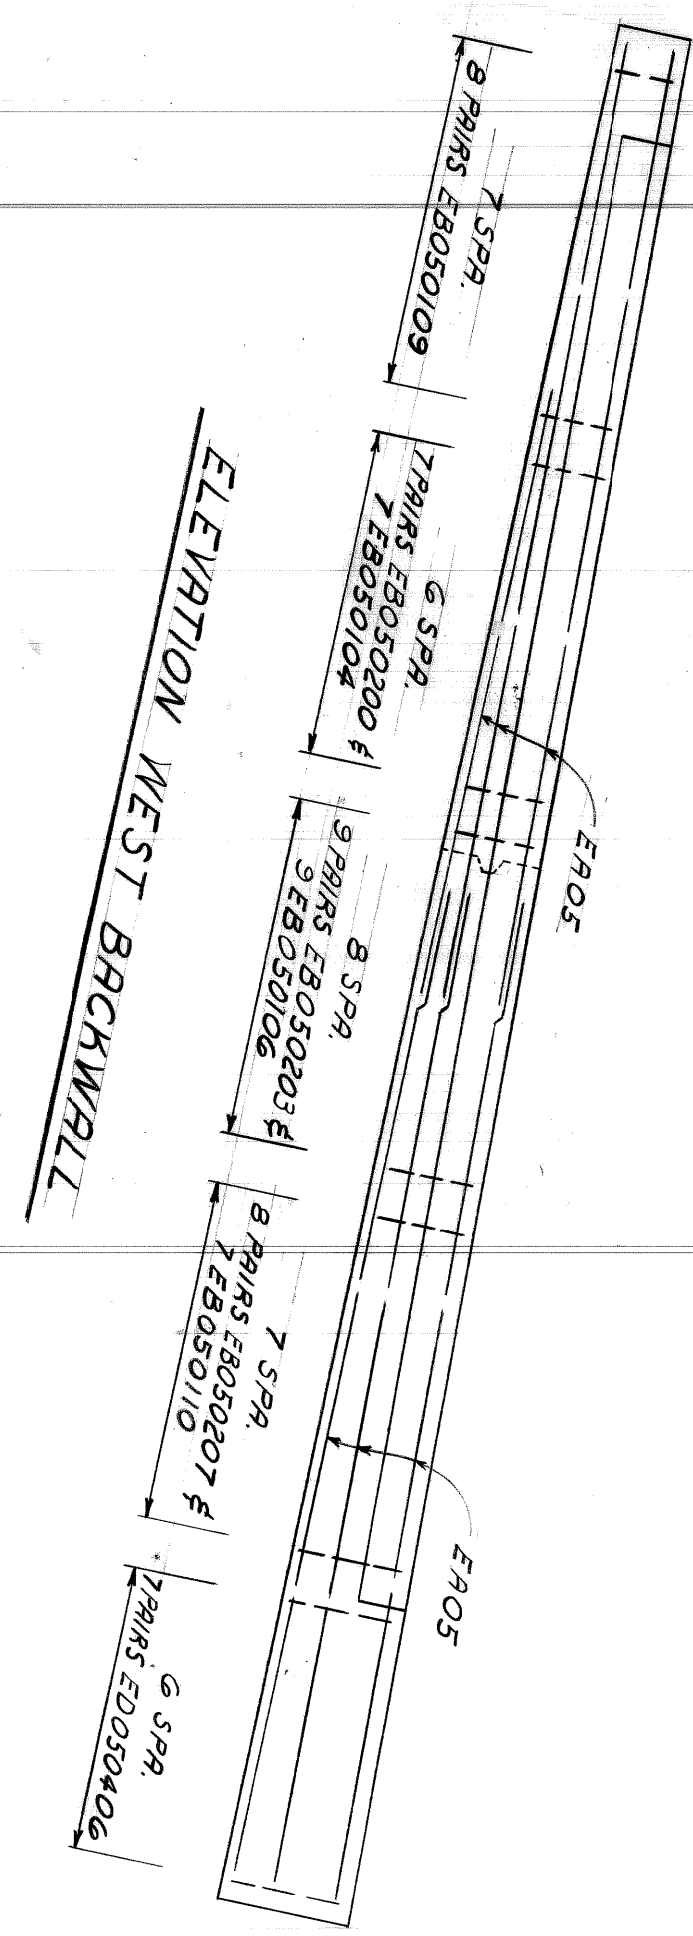 7 SPA.
8 PAIRS EB050109
6 SPA.
7 PAIRS EB050200 &
7 EB050104
8 SPA.
9 PAIRS EB050203 &
9 EB050106
7 SPA.
8 PAIRS EB050207 &
7 EB050110
6 SPA.
7 PAIRS ED050406
EA05
EA05
ELEVATION WEST BACKWALL